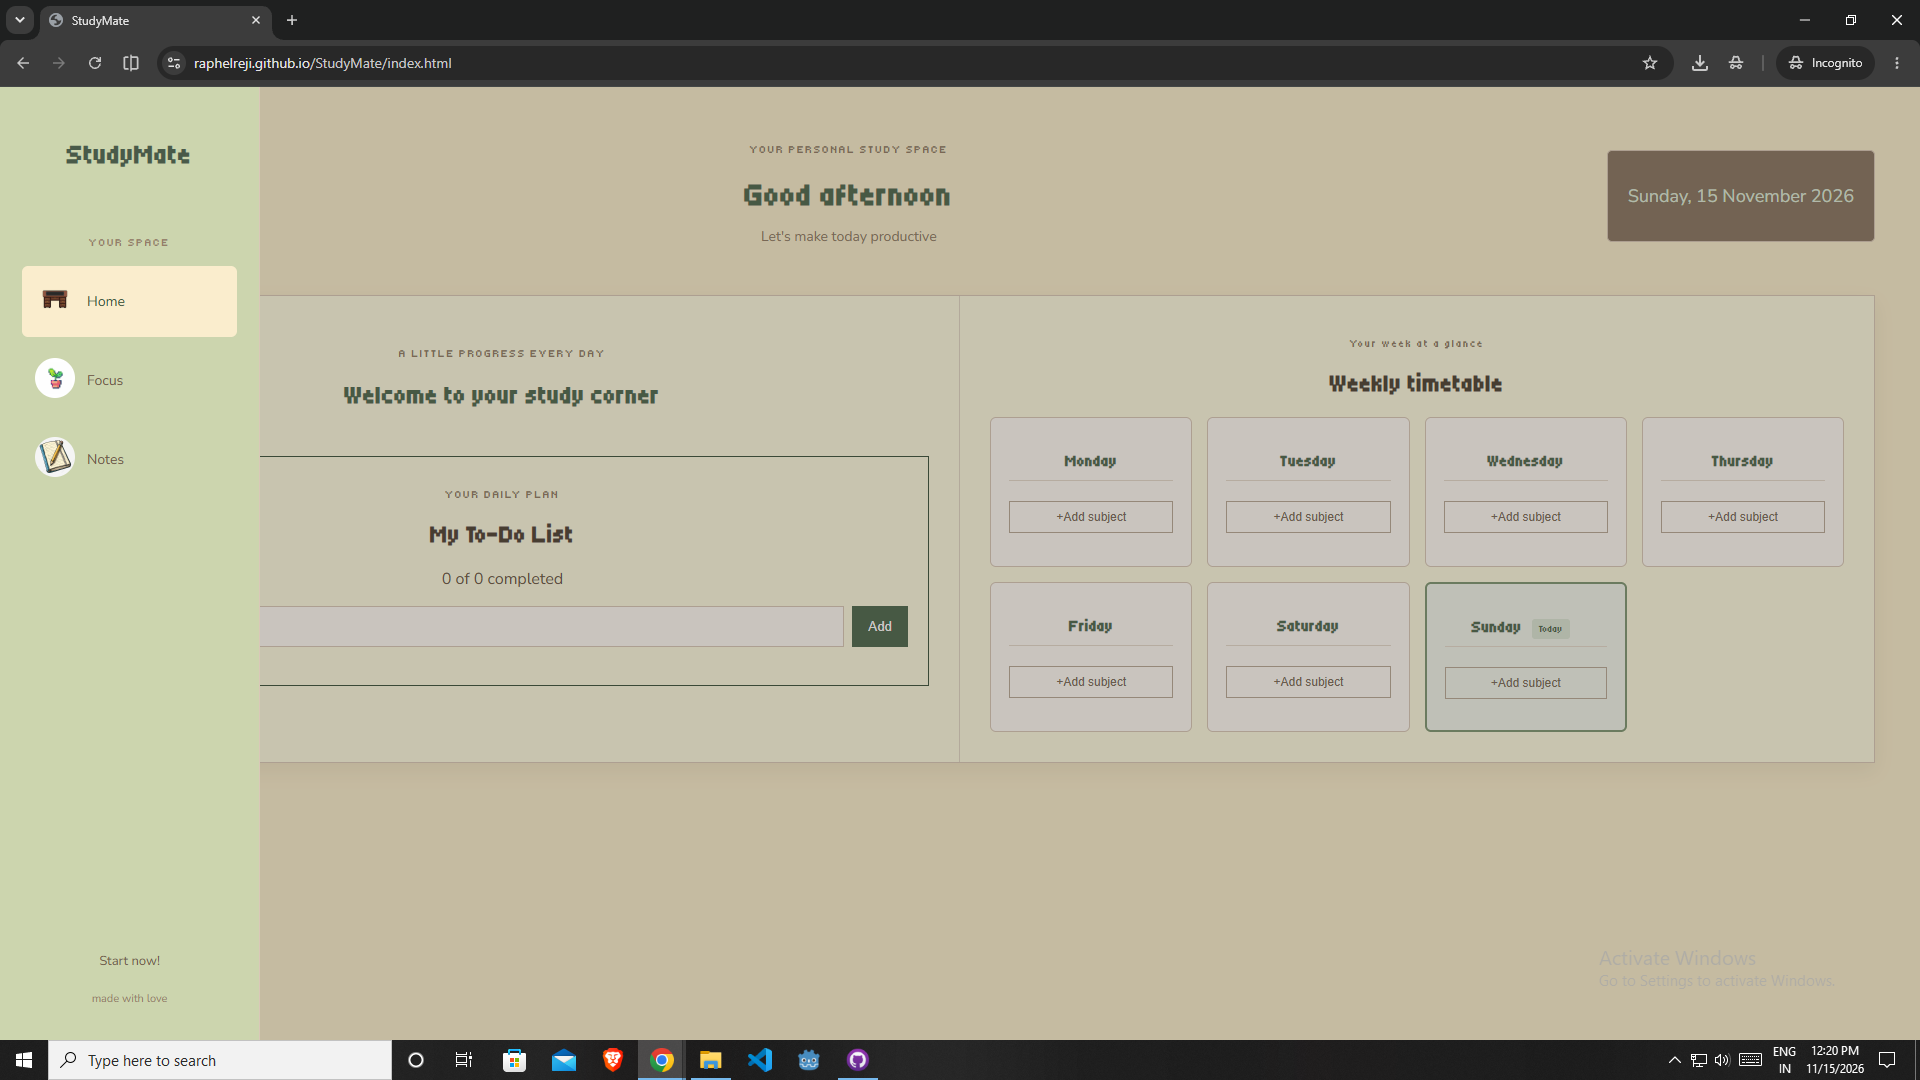 StudyMate
raphelreji.github.io/StudyMate/index.html
Incognito
StudyMate
YOUR SPACE
Home
Focus
Notes
Start now!
made with love
YOUR PERSONAL STUDY SPACE
Good afternoon
Let's make today productive
Sunday, 15 November 2026
A LITTLE PROGRESS EVERY DAY
Welcome to your study corner
YOUR DAILY PLAN
My To-Do List
0 of 0 completed
Add
Your week at a glance
Weekly timetable
Monday
+Add subject
Tuesday
+Add subject
Wednesday
+Add subject
Thursday
+Add subject
Friday
+Add subject
Saturday
+Add subject
Sunday Today
+Add subject
Activate Windows
Go to Settings to activate Windows.
Type here to search
ENG
IN
12:20 PM
11/15/2026